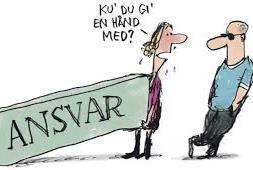 KU' DU GI'
EN HÅND
MED?
ANSVAR